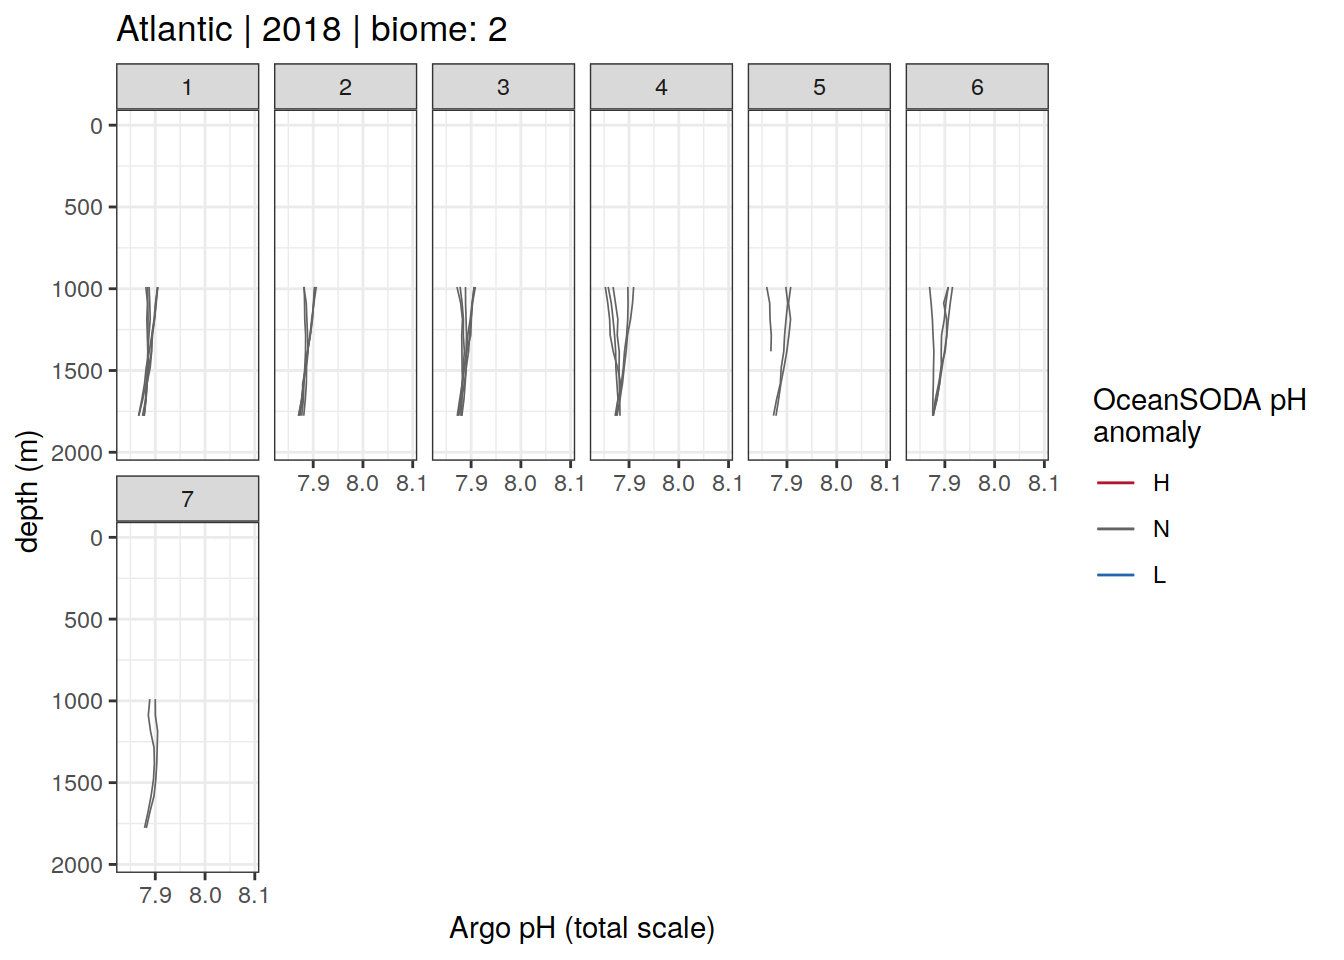 Atlantic | 2018 | biome: 2
1 2 3 4 5 6
0
500
1000
1500
2000
7.9 8.0 8.1 7.9 8.0 8.1 7.9 8.0 8.1 7.9 8.0 8.1 7.9 8.0 8.1
7
0
500
1000
1500
2000
7.9 8.0 8.1
depth (m)
Argo pH (total scale)
OceanSODA pH
anomaly
H
N
L